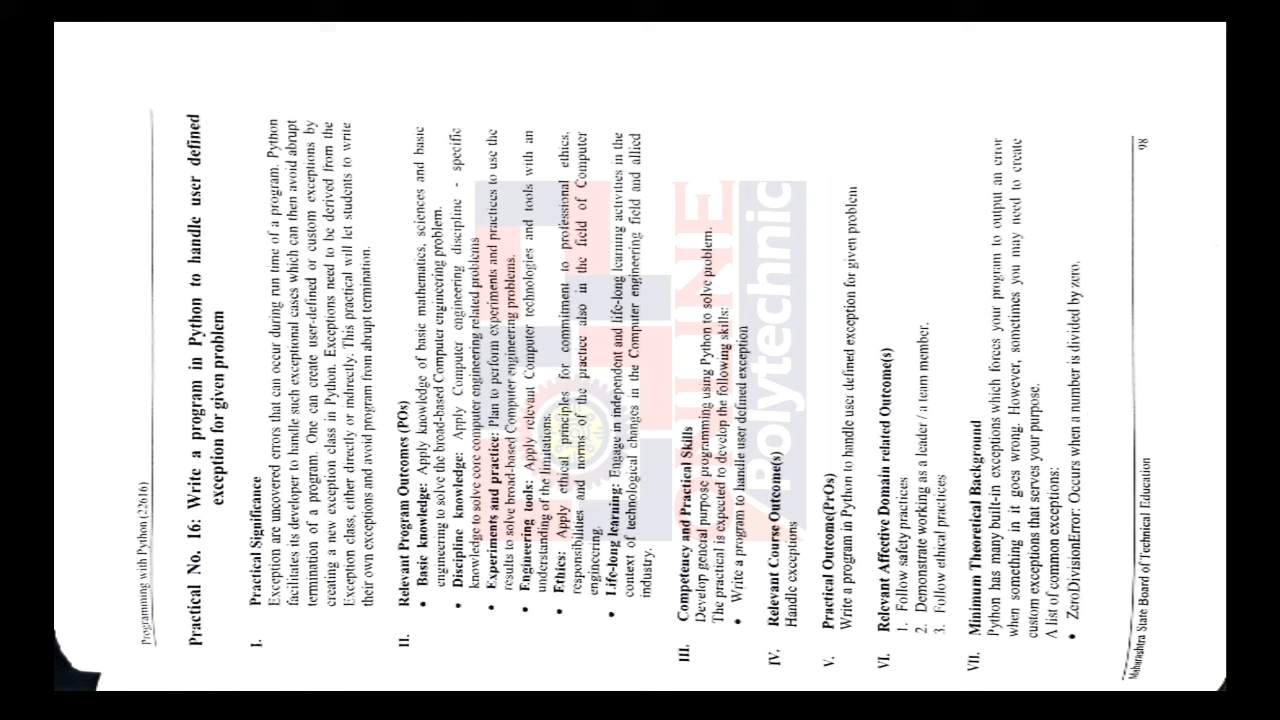 Programming with Python (22616)
Practical No. 16: Write a program in Python to handle user defined
exception for given problem
I. Practical Significance
Exception are uncovered errors that can occur during run time of a program. Python
facilitates its developer to handle such exceptional cases which can then avoid abrupt
termination of a program. One can create user-defined or custom exceptions by
creating a new exception class in Python. Exceptions need to be derived from the
Exception class, either directly or indirectly. This practical will let students to write
their own exceptions and avoid program from abrupt termination.
II. Relevant Program Outcomes (POs)
• Basic knowledge: Apply knowledge of basic mathematics, sciences and basic
engineering to solve the broad-based Computer engineering problem.
• Discipline knowledge: Apply Computer engineering discipline - specific
knowledge to solve core computer engineering related problems
• Experiments and practice: Plan to perform experiments and practices to use the
results to solve broad-based Computer engineering problems.
• Engineering tools: Apply relevant Computer technologies and tools with an
understanding of the limitations.
• Ethics: Apply ethical principles for commitment to professional ethics,
responsibilities and norms of the practice also in the field of Computer
engineering.
• Life-long learning: Engage in independent and life-long learning activities in the
context of technological changes in the Computer engineering field and allied
industry.
III. Competency and Practical Skills
Develop general purpose programming using Python to solve problem.
The practical is expected to develop the following skills:
• Write a program to handle user defined exception
IV. Relevant Course Outcome(s)
Handle exceptions
V. Practical Outcome(PrOs)
Write a program in Python to handle user defined exception for given problem
VI. Relevant Affective Domain related Outcome(s)
1. Follow safety practices
2. Demonstrate working as a leader / a team member.
3. Follow ethical practices
VII. Minimum Theoretical Background
Python has many built-in exceptions which forces your program to output an error
when something in it goes wrong. However, sometimes you may need to create
custom exceptions that serves your purpose.
A list of common exceptions:
• ZeroDivisionError: Occurs when a number is divided by zero.
Maharashtra State Board of Technical Education 98
Polytechnic